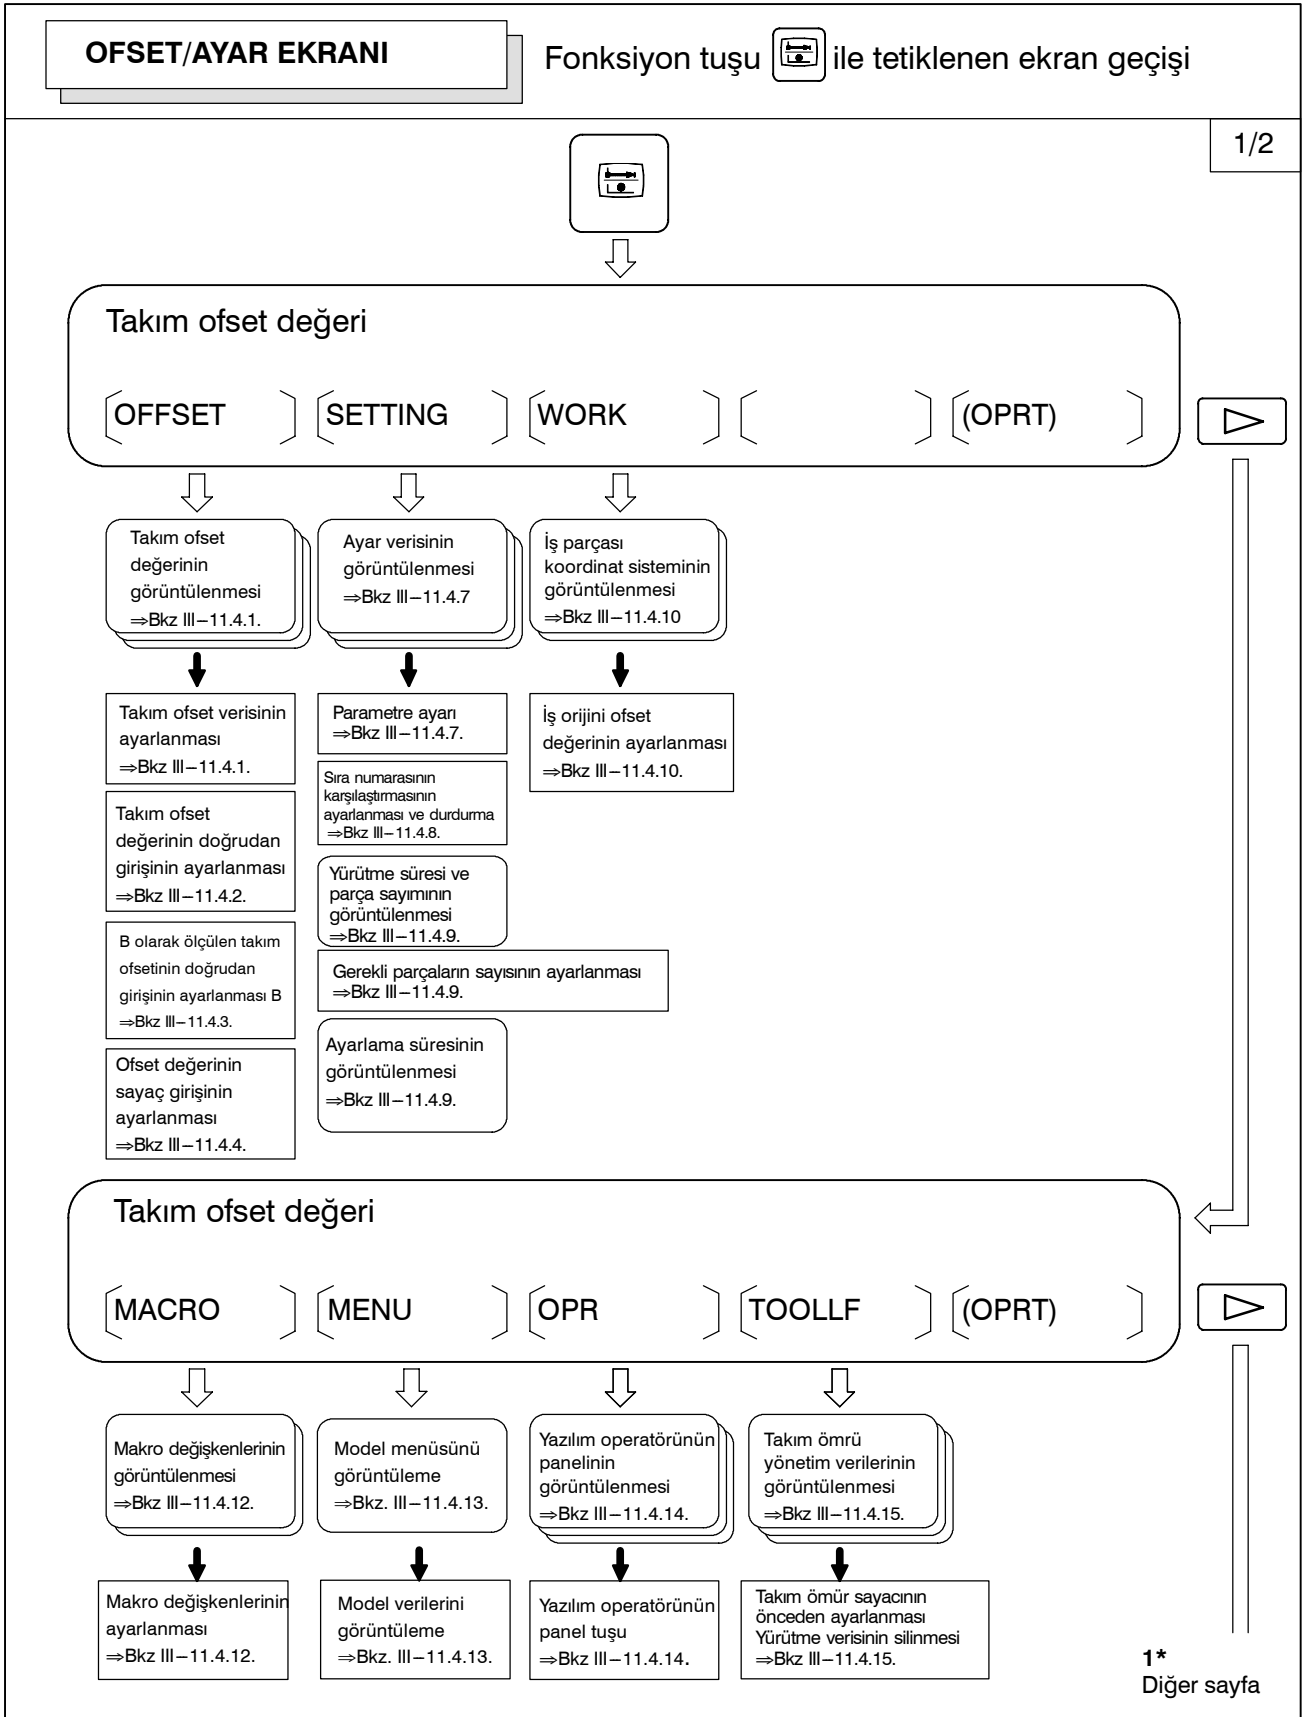 OFSET/AYAR EKRANI
Fonksiyon tuşu ile tetiklenen ekran geçişi
1/2
Takım ofset değeri
OFFSET SETTING WORK (OPRT)
Takım ofset
değerinin
görüntülenmesi
⇒Bkz III−11.4.1.
Ayar verisinin
görüntülenmesi
⇒Bkz III−11.4.7
İş parçası
koordinat sisteminin
görüntülenmesi
⇒Bkz III−11.4.10
Takım ofset verisinin
ayarlanması
⇒Bkz III−11.4.1.
Takım ofset
değerinin doğrudan
girişinin ayarlanması
⇒Bkz III−11.4.2.
B olarak ölçülen takım
ofsetinin doğrudan
girişinin ayarlanması B
⇒Bkz III−11.4.3.
Ofset değerinin
sayaç girişinin
ayarlanması
⇒Bkz III−11.4.4.
Parametre ayarı
⇒Bkz III−11.4.7.
Sıra numarasının
karşılaştırmasının
ayarlanması ve durdurma
⇒Bkz III−11.4.8.
Yürütme süresi ve
parça sayımının
görüntülenmesi
⇒Bkz III−11.4.9.
Gerekli parçaların sayısının ayarlanması
⇒Bkz III−11.4.9.
Ayarlama süresinin
görüntülenmesi
⇒Bkz III−11.4.9.
İş orijini ofset
değerinin ayarlanması
⇒Bkz III−11.4.10.
Takım ofset değeri
MACRO MENU OPR TOOLLF (OPRT)
Makro değişkenlerinin
görüntülenmesi
⇒Bkz III−11.4.12.
Model menüsünü
görüntüleme
⇒Bkz. III−11.4.13.
Yazılım operatörünün
panelinin
görüntülenmesi
⇒Bkz III−11.4.14.
Takım ömrü
yönetim verilerinin
görüntülenmesi
⇒Bkz III−11.4.15.
Makro değişkenlerinin
ayarlanması
⇒Bkz III−11.4.12.
Model verilerini
görüntüleme
⇒Bkz. III−11.4.13.
Yazılım operatörünün
panel tuşu
⇒Bkz III−11.4.14.
Takım ömür sayacının
önceden ayarlanması
Yürütme verisinin silinmesi
⇒Bkz III−11.4.15.
1*
Diğer sayfa